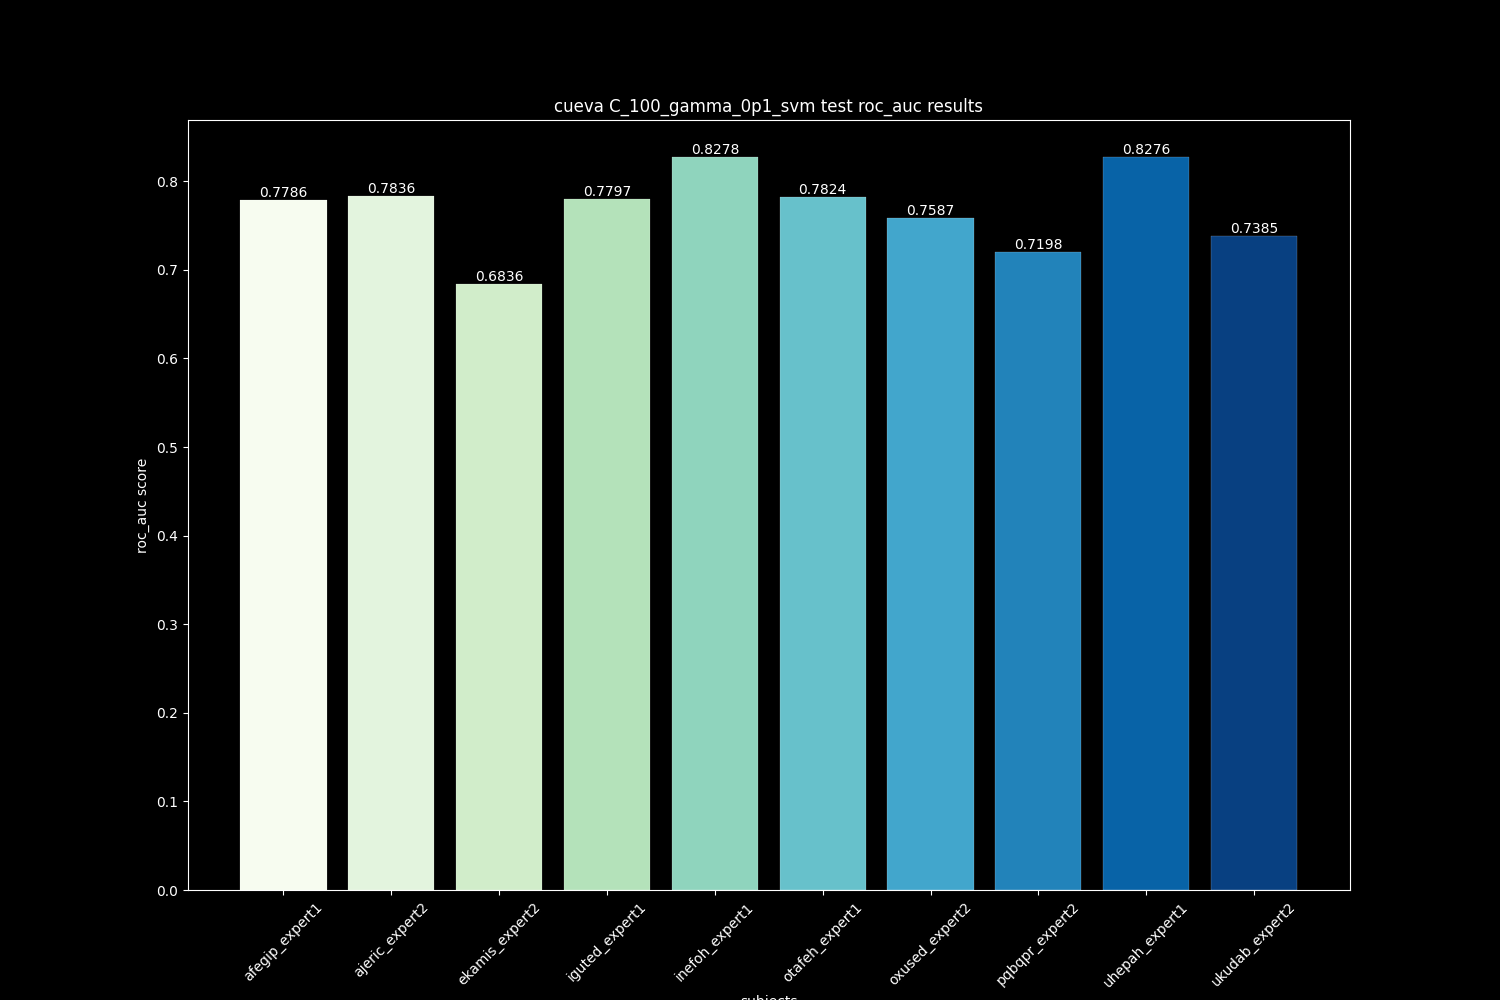 cueva C_100_gamma_0p1_svm test roc_auc results
0.7786
0.7836
0.6836
0.7797
0.8278
0.7824
0.7587
0.7198
0.8276
0.7385
roc_auc score
0.8
0.7
0.6
0.5
0.4
0.3
0.2
0.1
0.0
afegip_expert1
ajeric_expert2
ekamis_expert2
iguted_expert1
inefoh_expert1
otafeh_expert1
oxused_expert2
pqbqpr_expert2
uhepah_expert1
ukudab_expert2
subjects